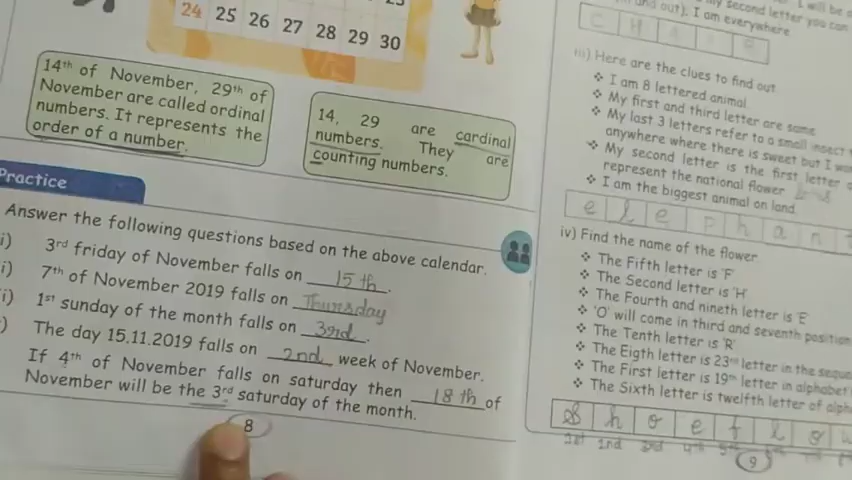 24 25 26 27 28 29 30
14th of November, 29th of
November are called ordinal
numbers. It represents the
order of a number.
14, 29 are cardinal
numbers. They are
counting numbers.
Practice
Answer the following questions based on the above calendar.
i) 3rd friday of November falls on 15 th.
i) 7th of November 2019 falls on Thursday
i) 1st sunday of the month falls on 3rd.
) The day 15.11.2019 falls on 2nd week of November.
If 4th of November falls on saturday then 18 th of
November will be the 3rd saturday of the month.
8
my second letter you can
and out). I am everywhere
C H
iii) Here are the clues to find out.
❖ I am 8 lettered animal
❖ My first and third letter are same
❖ My last 3 letters refer to a small insect
anywhere where there is sweet but I
❖ My second letter is the first letter
represent the national flower
❖ I am the biggest animal on land
e l e p h a n t
iv) Find the name of the flower
❖ The Fifth letter is 'F'
❖ The Second letter is 'H'
❖ The Fourth and nineth letter is 'E'
❖ 'O' will come in third and seventh position
❖ The Tenth letter is 'R'
❖ The Eigth letter is 23rd letter in the
❖ The First letter is 19th letter in alphabet
❖ The Sixth letter is twelfth letter of
S h o e f l o w
1st 2nd 3rd 4th 5th
9